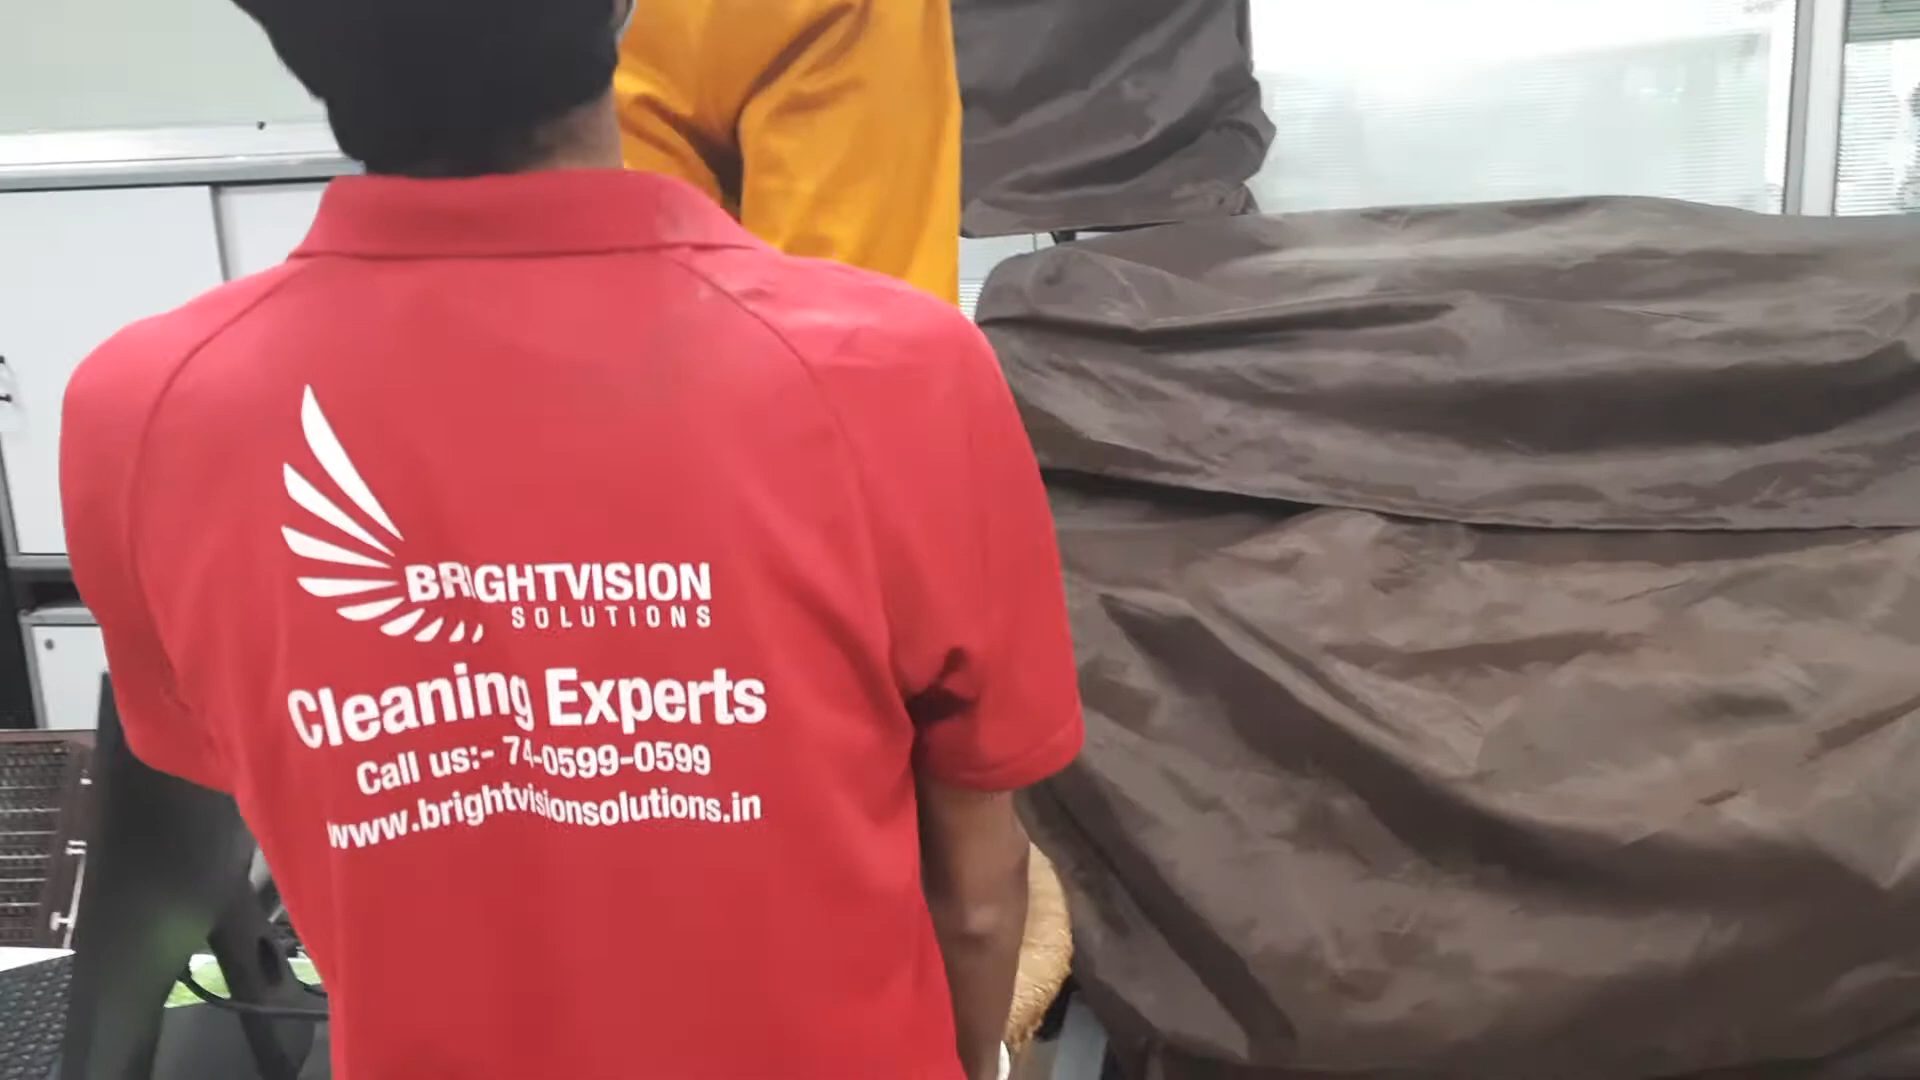 BRIGHTVISION
SOLUTIONS
Cleaning Experts
Call us:- 74-0599-0599
www.brightvisionsolutions.in